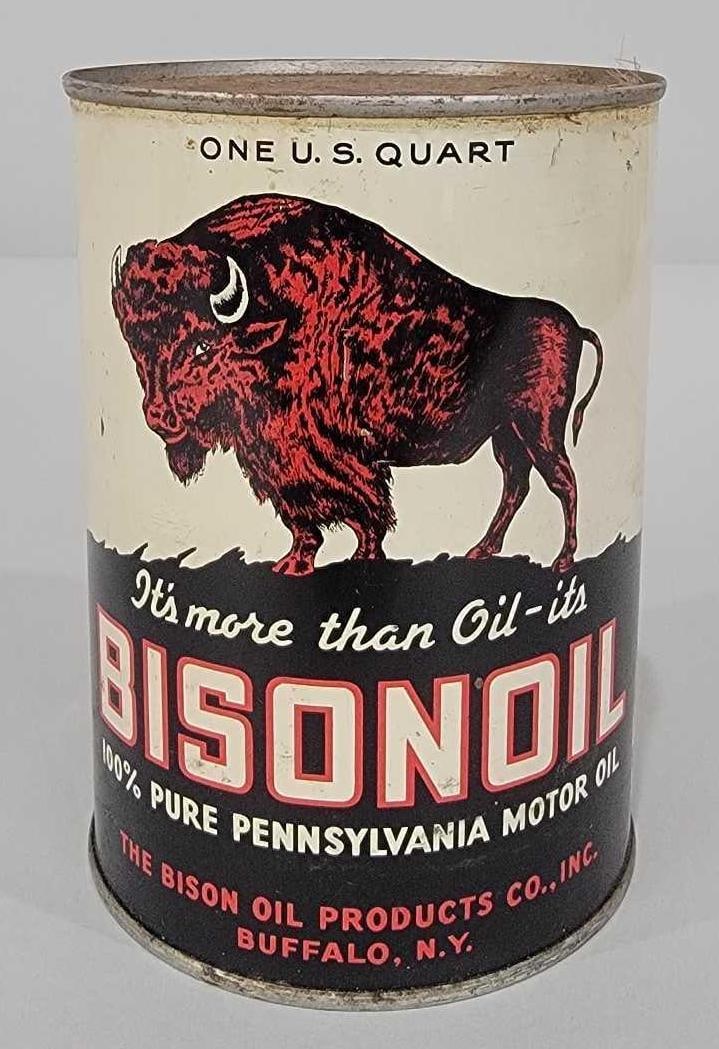 ONE U. S. QUART
It's more than Oil-its
BISONOIL
100% PURE PENNSYLVANIA MOTOR OIL
THE BISON OIL PRODUCTS CO., INC.
BUFFALO, N.Y.